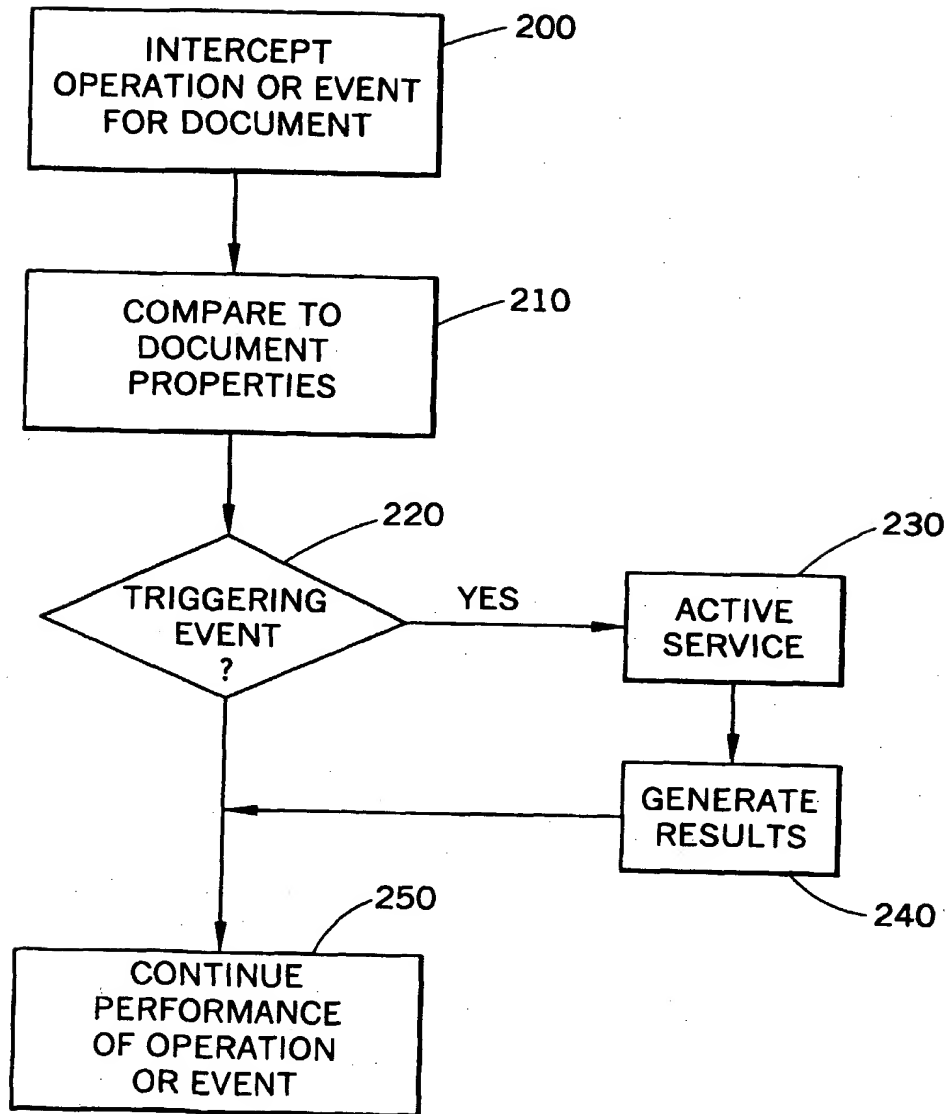 200
INTERCEPT
OPERATION OR EVENT
FOR DOCUMENT
210
COMPARE TO
DOCUMENT
PROPERTIES
220
TRIGGERING
EVENT
?
YES
230
ACTIVE
SERVICE
GENERATE
RESULTS
240
250
CONTINUE
PERFORMANCE
OF OPERATION
OR EVENT